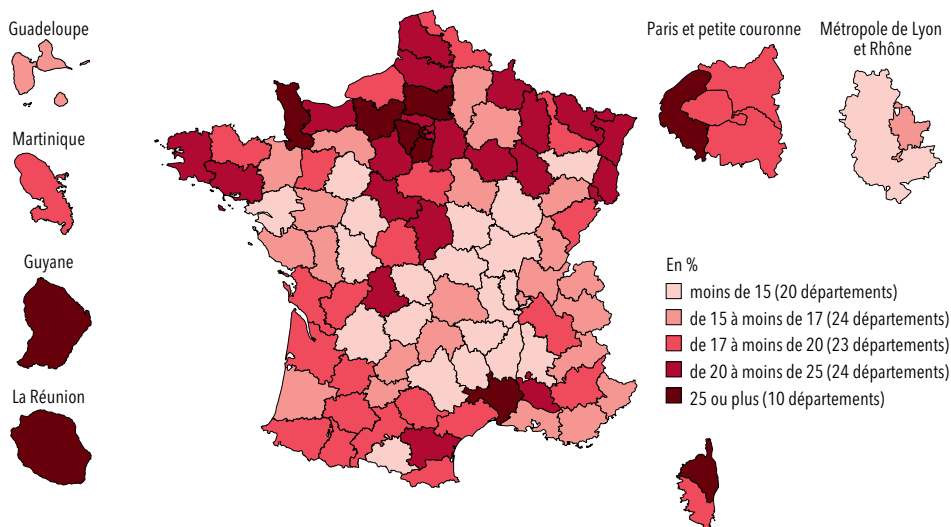 Guadeloupe
Martinique
Guyane
La Réunion
Paris et petite couronne
Métropole de Lyon
et Rhône
En %
moins de 15 (20 départements)
de 15 à moins de 17 (24 départements)
de 17 à moins de 20 (23 départements)
de 20 à moins de 25 (24 départements)
25 ou plus (10 départements)